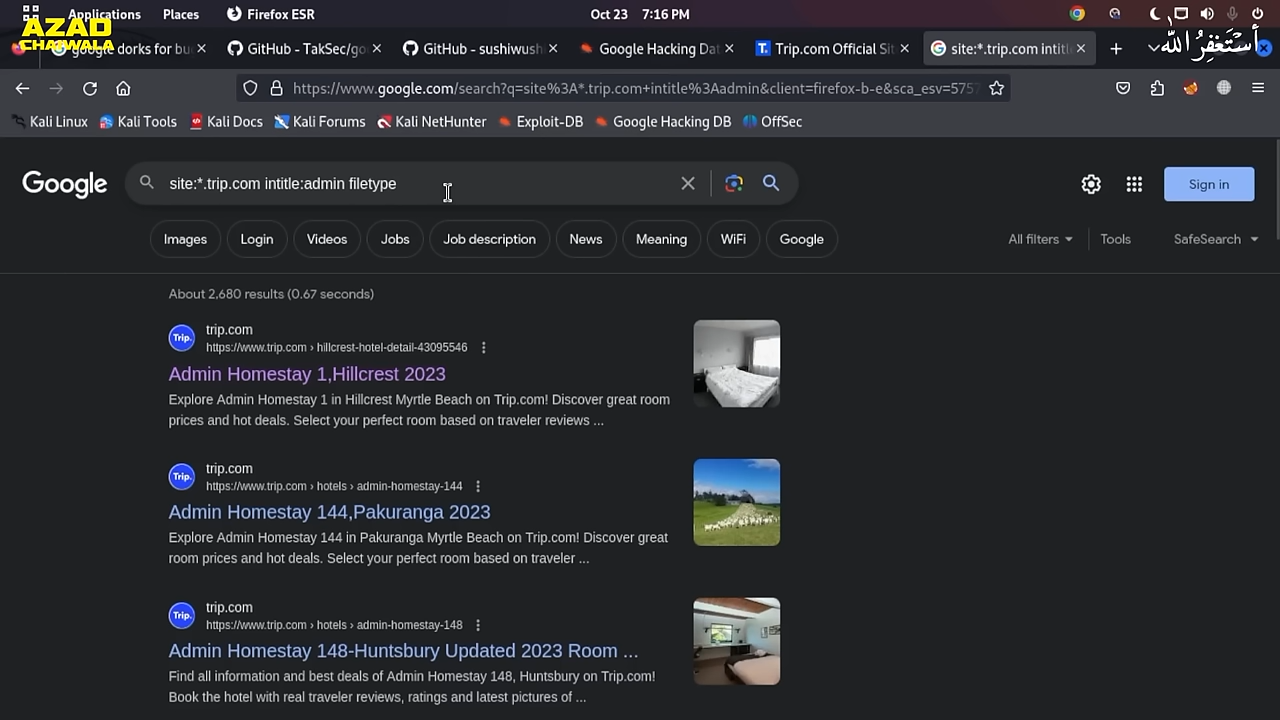 Applications Places Firefox ESR Oct 23 7:16 PM
AZAD
CHAIWALA
أستغفر الله
google dorks for bu GitHub - TakSec/go GitHub - sushiwush Google Hacking Dat Trip.com Official Sit site:*.trip.com intitl
https://www.google.com/search?q=site%3A*.trip.com+intitle%3Aadmin&client=firefox-b-e&sca_esv=5757
Kali Linux Kali Tools Kali Docs Kali Forums Kali NetHunter Exploit-DB Google Hacking DB OffSec
Google site:*.trip.com intitle:admin filetype Sign in
Images Login Videos Jobs Job description News Meaning WiFi Google All filters Tools SafeSearch
About 2,680 results (0.67 seconds)
Trip.
trip.com
https://www.trip.com › hillcrest-hotel-detail-43095546
Admin Homestay 1,Hillcrest 2023
Explore Admin Homestay 1 in Hillcrest Myrtle Beach on Trip.com! Discover great room
prices and hot deals. Select your perfect room based on traveler reviews ...
Trip.
trip.com
https://www.trip.com › hotels › admin-homestay-144
Admin Homestay 144,Pakuranga 2023
Explore Admin Homestay 144 in Pakuranga Myrtle Beach on Trip.com! Discover great
room prices and hot deals. Select your perfect room based on traveler ...
Trip.
trip.com
https://www.trip.com › hotels › admin-homestay-148
Admin Homestay 148-Huntsbury Updated 2023 Room ...
Find all information and best deals of Admin Homestay 148, Huntsbury on Trip.com!
Book the hotel with real traveler reviews, ratings and latest pictures of ...